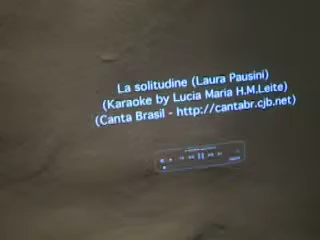 La solitudine (Laura Pausini)
(Karaoke by Lucia Maria H.M.Leite)
(Canta Brasil - http://cantabr.cjb.net)